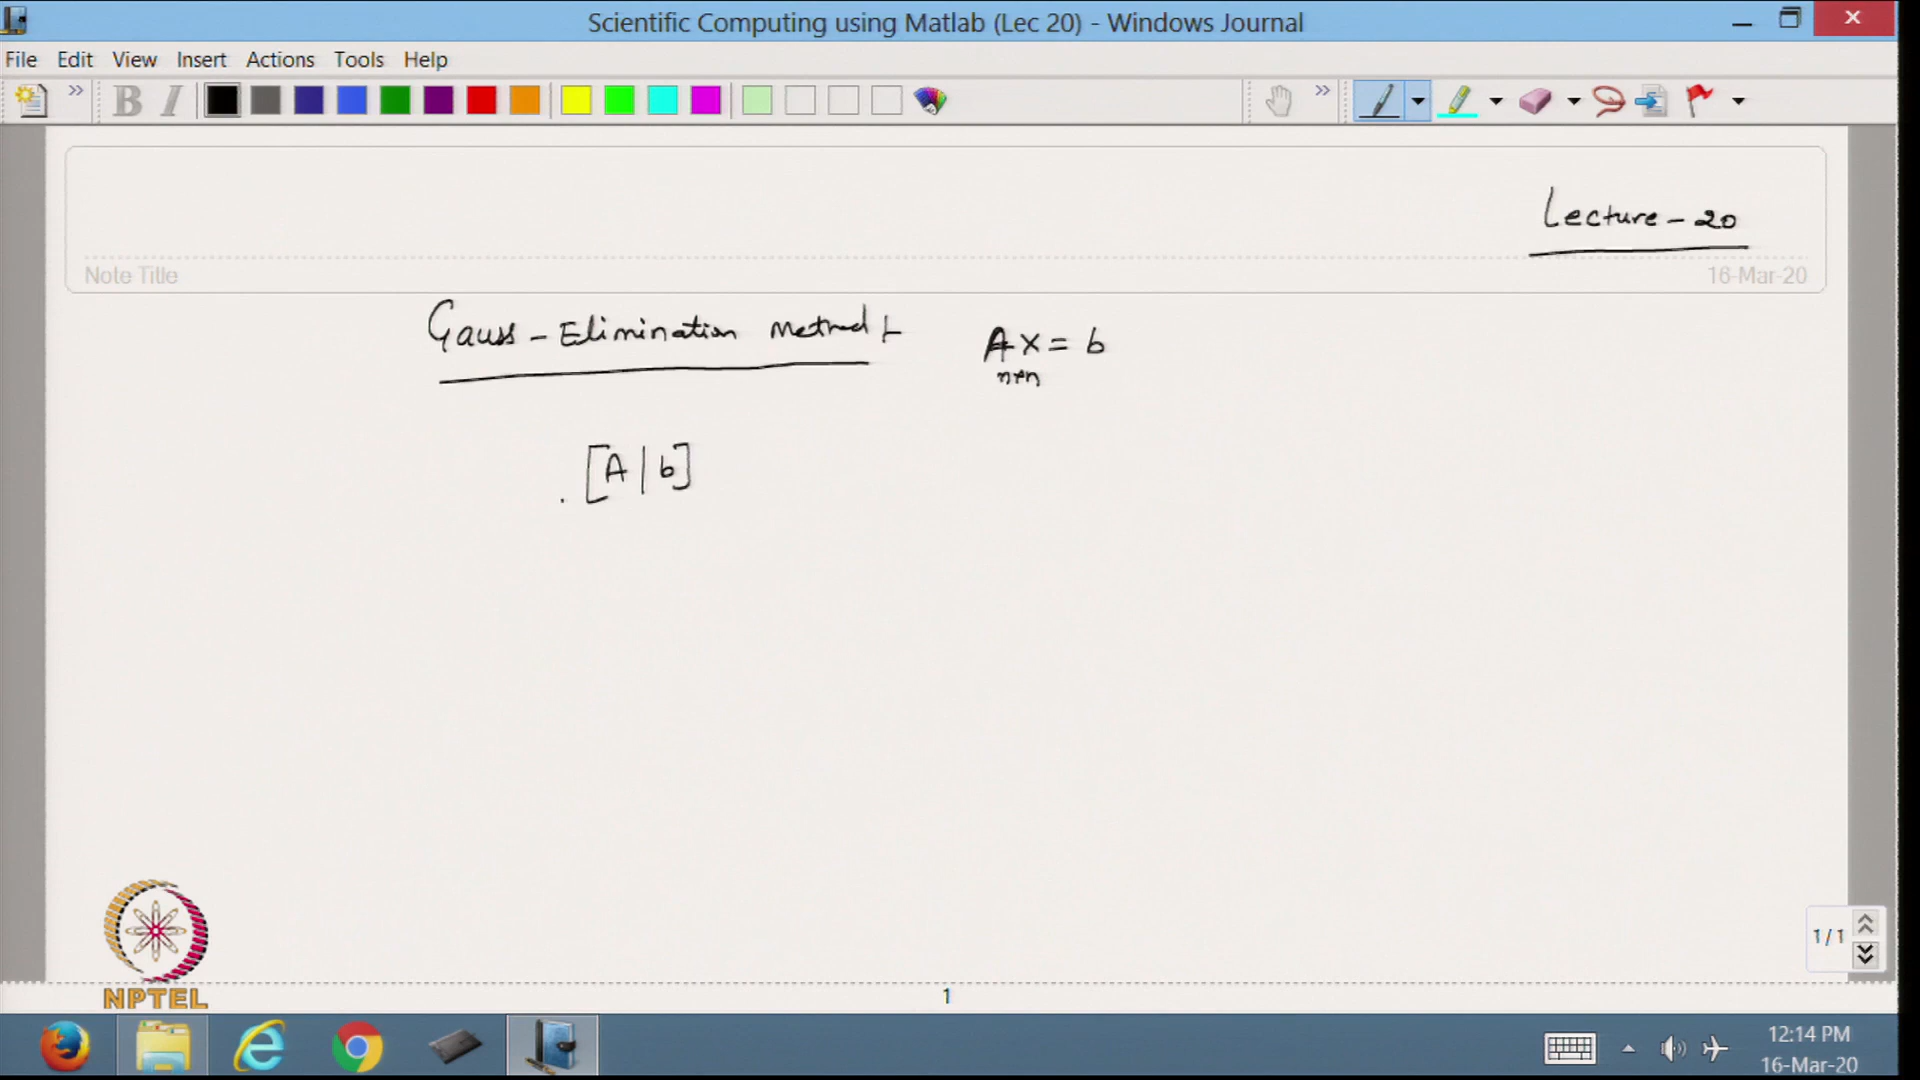 Scientific Computing using Matlab (Lec 20) - Windows Journal
File Edit View Insert Actions Tools Help
B I
Lecture - 20
Note Title
16-Mar-20
Gauss - Elimination Method :-
AX = b
n×n
[A | b]
1/1
NPTEL
1
12:14 PM
16-Mar-20